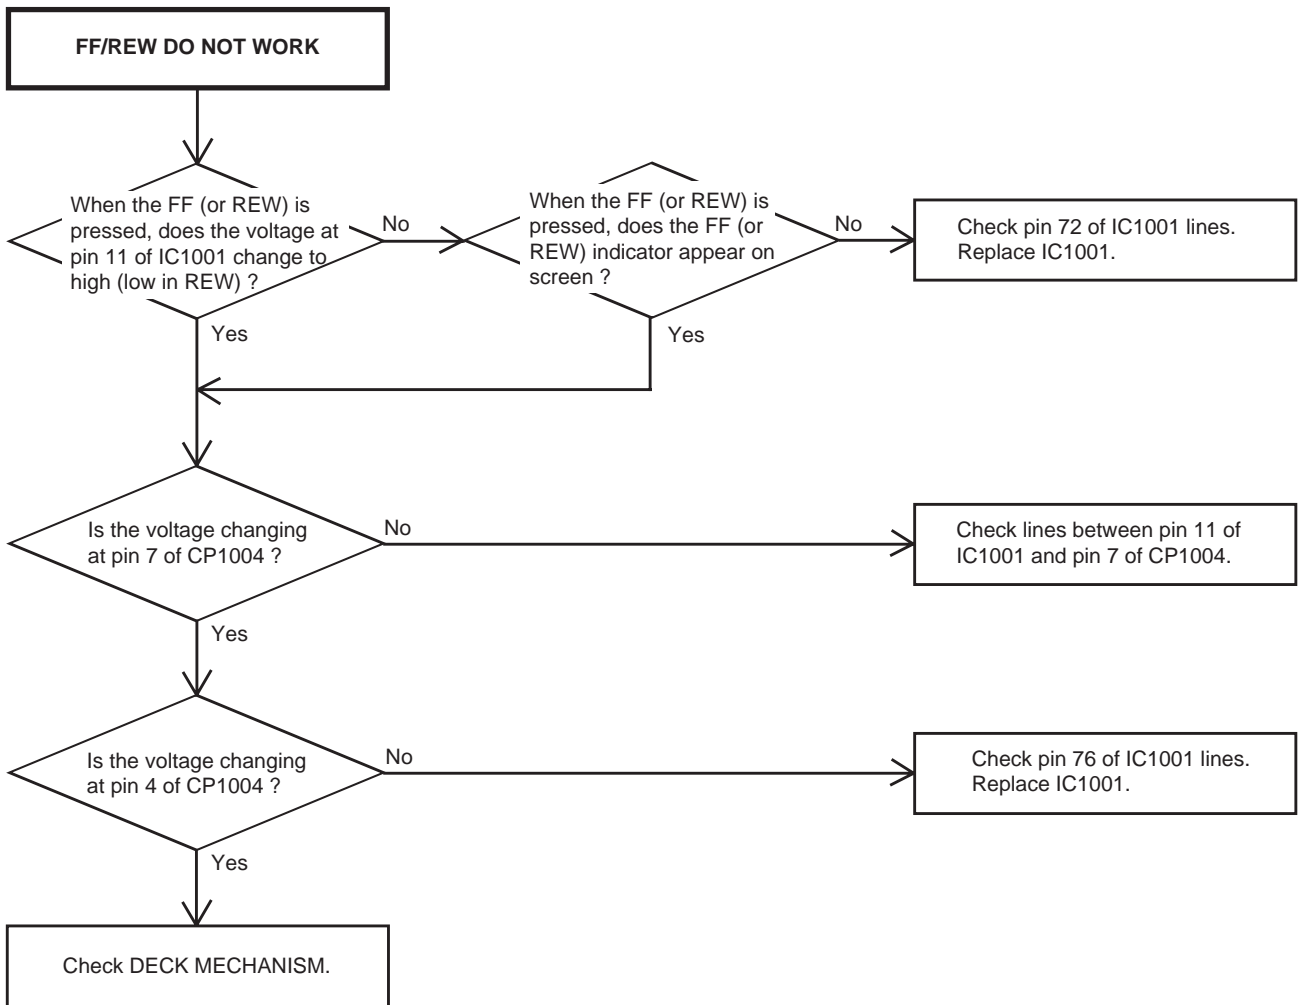 FF/REW DO NOT WORK
When the FF (or REW) is
pressed, does the voltage at
pin 11 of IC1001 change to
high (low in REW) ?
No
Yes
When the FF (or REW) is
pressed, does the FF (or
REW) indicator appear on
screen ?
No
Yes
Check pin 72 of IC1001 lines.
Replace IC1001.
Is the voltage changing
at pin 7 of CP1004 ?
No
Yes
Check lines between pin 11 of
IC1001 and pin 7 of CP1004.
Is the voltage changing
at pin 4 of CP1004 ?
No
Yes
Check pin 76 of IC1001 lines.
Replace IC1001.
Check DECK MECHANISM.